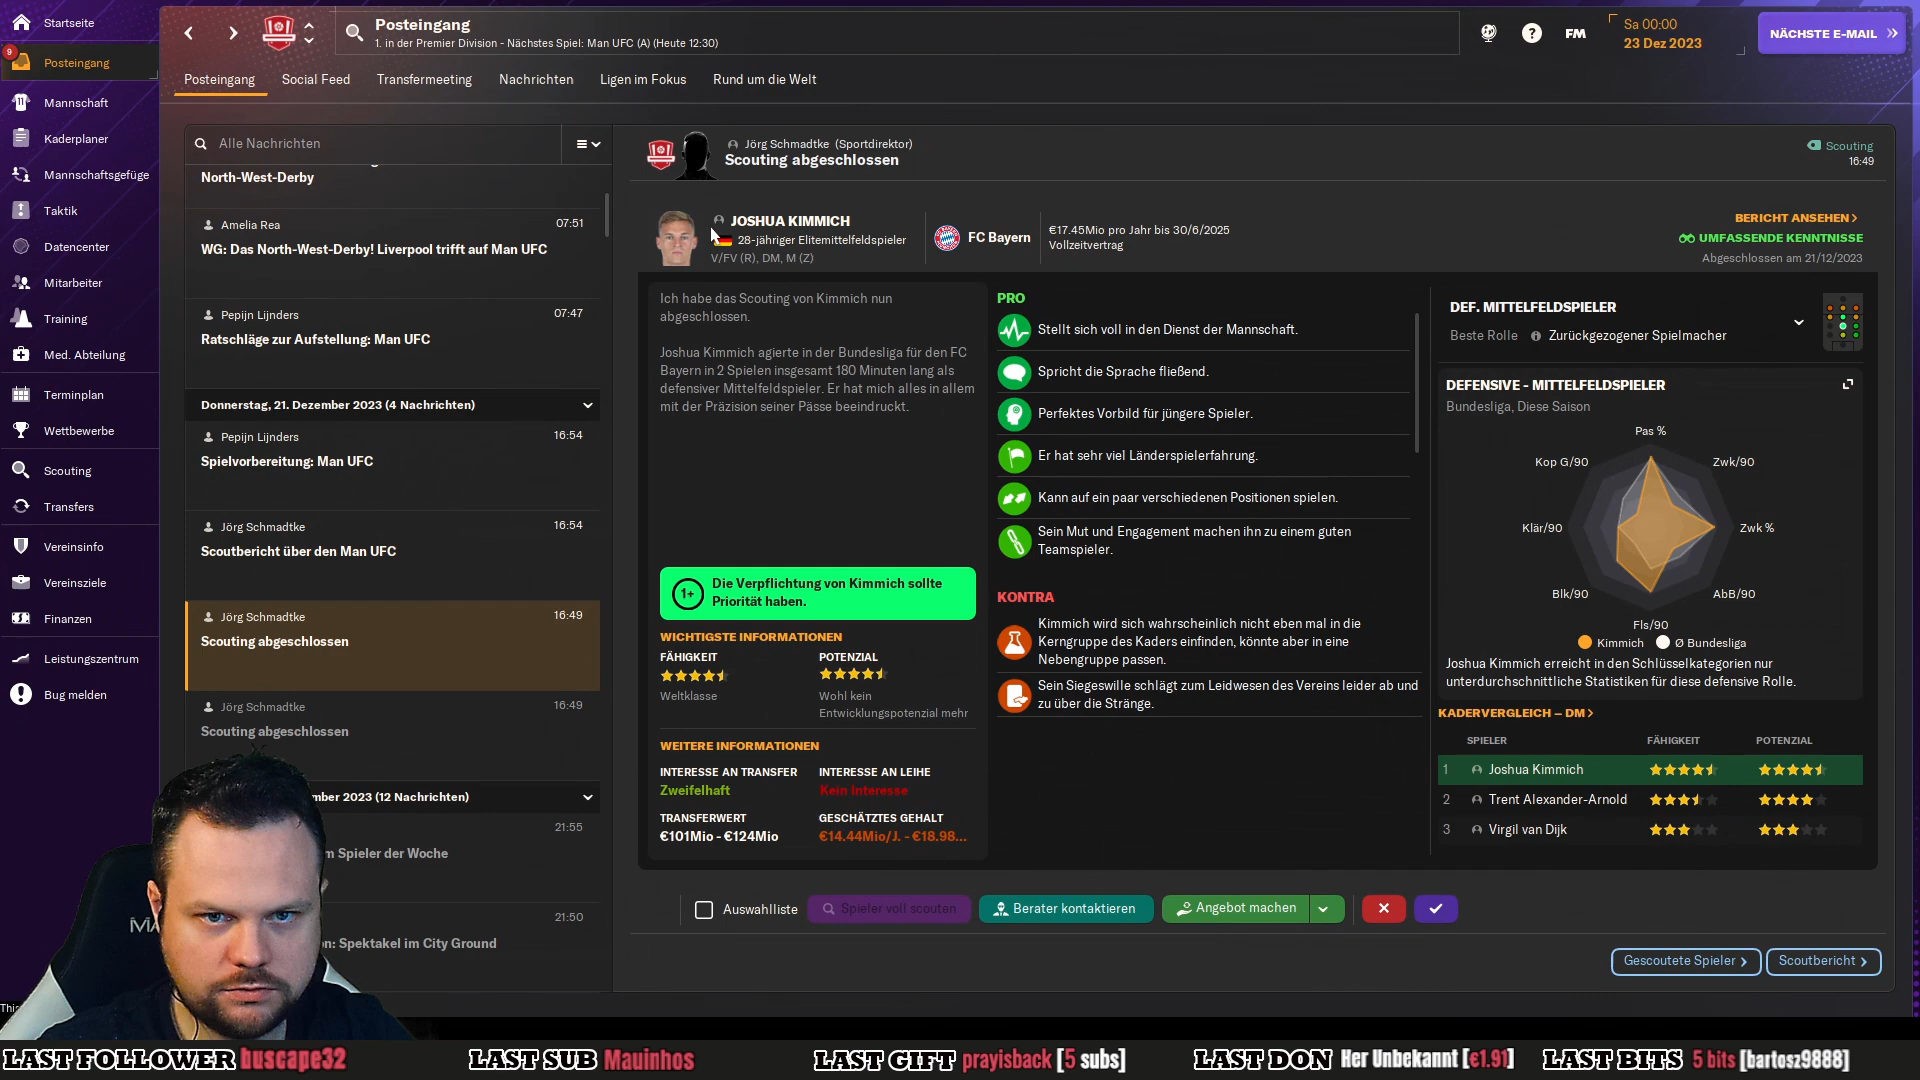 Startseite
9
Posteingang
Mannschaft
Kaderplaner
Mannschaftsgefüge
Taktik
Datencenter
Mitarbeiter
Training
Med. Abteilung
Terminplan
Wettbewerbe
Scouting
Transfers
Vereinsinfo
Vereinsziele
Finanzen
Leistungszentrum
Bug melden
Posteingang
1. in der Premier Division - Nächstes Spiel: Man UFC (A) (Heute 12:30)
FM
Sa 00:00
23 Dez 2023
NÄCHSTE E-MAIL
Posteingang
Social Feed
Transfermeeting
Nachrichten
Ligen im Fokus
Rund um die Welt
Alle Nachrichten
North-West-Derby
Amelia Rea
07:51
WG: Das North-West-Derby! Liverpool trifft auf Man UFC
Pepijn Lijnders
07:47
Ratschläge zur Aufstellung: Man UFC
Donnerstag, 21. Dezember 2023 (4 Nachrichten)
Pepijn Lijnders
16:54
Spielvorbereitung: Man UFC
Jörg Schmadtke
16:54
Scoutbericht über den Man UFC
Jörg Schmadtke
16:49
Scouting abgeschlossen
Jörg Schmadtke
16:49
Scouting abgeschlossen
mber 2023 (12 Nachrichten)
21:55
m Spieler der Woche
21:50
n: Spektakel im City Ground
Jörg Schmadtke (Sportdirektor)
Scouting abgeschlossen
Scouting
16:49
JOSHUA KIMMICH
28-jähriger Elitemittelfeldspieler
V/FV (R), DM, M (Z)
FC Bayern
€17.45Mio pro Jahr bis 30/6/2025
Vollzeitvertrag
BERICHT ANSEHEN >
UMFASSENDE KENNTNISSE
Abgeschlossen am 21/12/2023
Ich habe das Scouting von Kimmich nun
abgeschlossen.
Joshua Kimmich agierte in der Bundesliga für den FC
Bayern in 2 Spielen insgesamt 180 Minuten lang als
defensiver Mittelfeldspieler. Er hat mich alles in allem
mit der Präzision seiner Pässe beeindruckt.
1+
Die Verpflichtung von Kimmich sollte
Priorität haben.
WICHTIGSTE INFORMATIONEN
FÄHIGKEIT
POTENZIAL
Weltklasse
Wohl kein
Entwicklungspotenzial mehr
WEITERE INFORMATIONEN
INTERESSE AN TRANSFER
INTERESSE AN LEIHE
Zweifelhaft
Kein Interesse
TRANSFERWERT
GESCHÄTZTES GEHALT
€101Mio - €124Mio
€14.44Mio/J. - €18.98...
PRO
Stellt sich voll in den Dienst der Mannschaft.
Spricht die Sprache fließend.
Perfektes Vorbild für jüngere Spieler.
Er hat sehr viel Länderspielerfahrung.
Kann auf ein paar verschiedenen Positionen spielen.
Sein Mut und Engagement machen ihn zu einem guten
Teamspieler.
KONTRA
Kimmich wird sich wahrscheinlich nicht eben mal in die
Kerngruppe des Kaders einfinden, könnte aber in eine
Nebengruppe passen.
Sein Siegeswille schlägt zum Leidwesen des Vereins leider ab und
zu über die Stränge.
DEF. MITTELFELDSPIELER
Beste Rolle
Zurückgezogener Spielmacher
DEFENSIVE - MITTELFELDSPIELER
Bundesliga, Diese Saison
Pas %
Kop G/90
Zwk/90
Klär/90
Zwk %
Blk/90
AbB/90
Fls/90
Kimmich
Ø Bundesliga
Joshua Kimmich erreicht in den Schlüsselkategorien nur
unterdurchschnittliche Statistiken für diese defensive Rolle.
KADERVERGLEICH – DM >
SPIELER
FÄHIGKEIT
POTENZIAL
1 Joshua Kimmich
2 Trent Alexander-Arnold
3 Virgil van Dijk
Auswahlliste
Spieler voll scouten
Berater kontaktieren
Angebot machen
Gescoutete Spieler >
Scoutbericht >
This
LAST FOLLOWER buscape32
LAST SUB Mauinhos
LAST GIFT prayisback [5 subs]
LAST DON Her Unbekannt [€1.91]
LAST BITS 5 bits [bartosz9888]